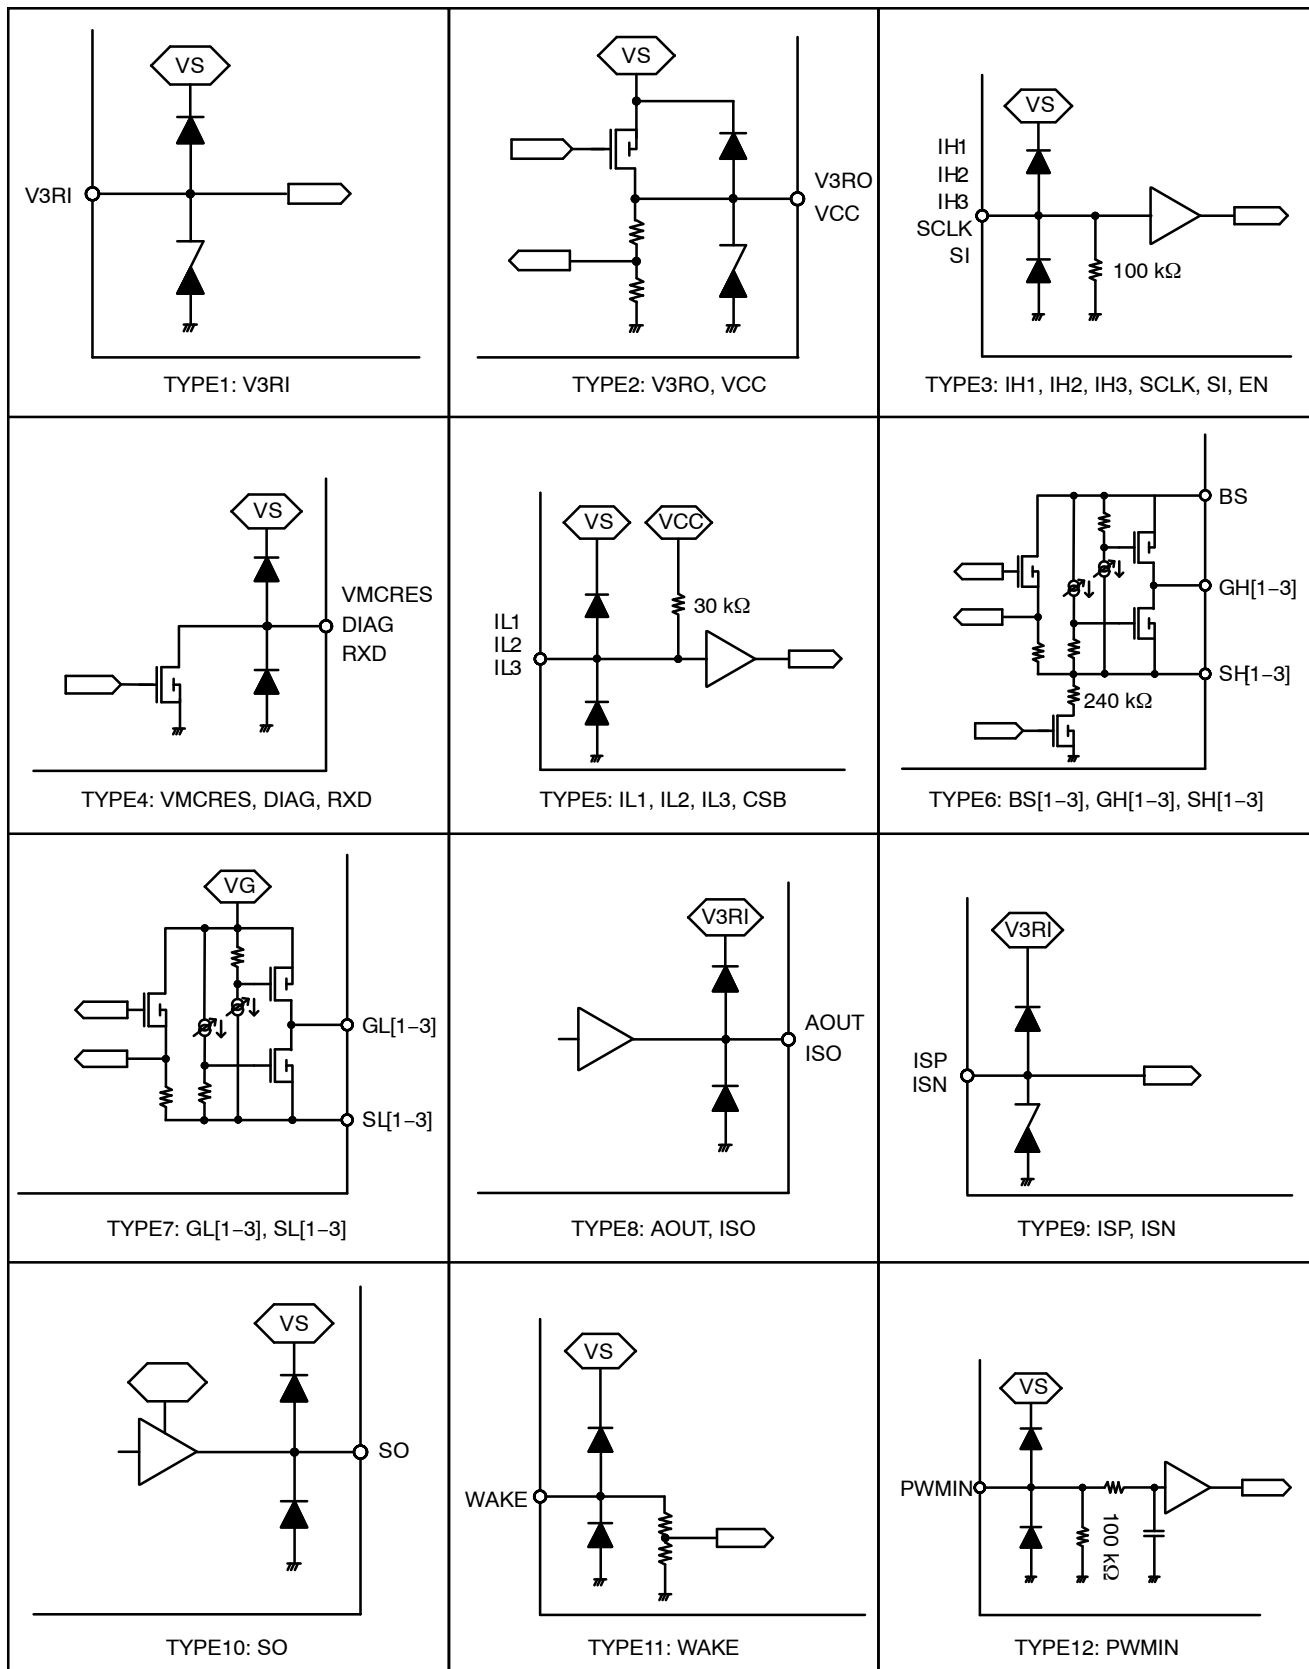 VS
V3RI
TYPE1: V3RI
VS
V3RO
VCC
TYPE2: V3RO, VCC
VS
IH1
IH2
IH3
SCLK
SI
100 kΩ
TYPE3: IH1, IH2, IH3, SCLK, SI, EN
VS
VMCRES
DIAG
RXD
TYPE4: VMCRES, DIAG, RXD
VS
VCC
30 kΩ
IL1
IL2
IL3
TYPE5: IL1, IL2, IL3, CSB
BS
GH[1–3]
SH[1–3]
240 kΩ
TYPE6: BS[1–3], GH[1–3], SH[1–3]
VG
GL[1–3]
SL[1–3]
TYPE7: GL[1–3], SL[1–3]
V3RI
AOUT
ISO
TYPE8: AOUT, ISO
V3RI
ISP
ISN
TYPE9: ISP, ISN
VS
SO
TYPE10: SO
VS
WAKE
TYPE11: WAKE
VS
PWMIN
100 kΩ
TYPE12: PWMIN